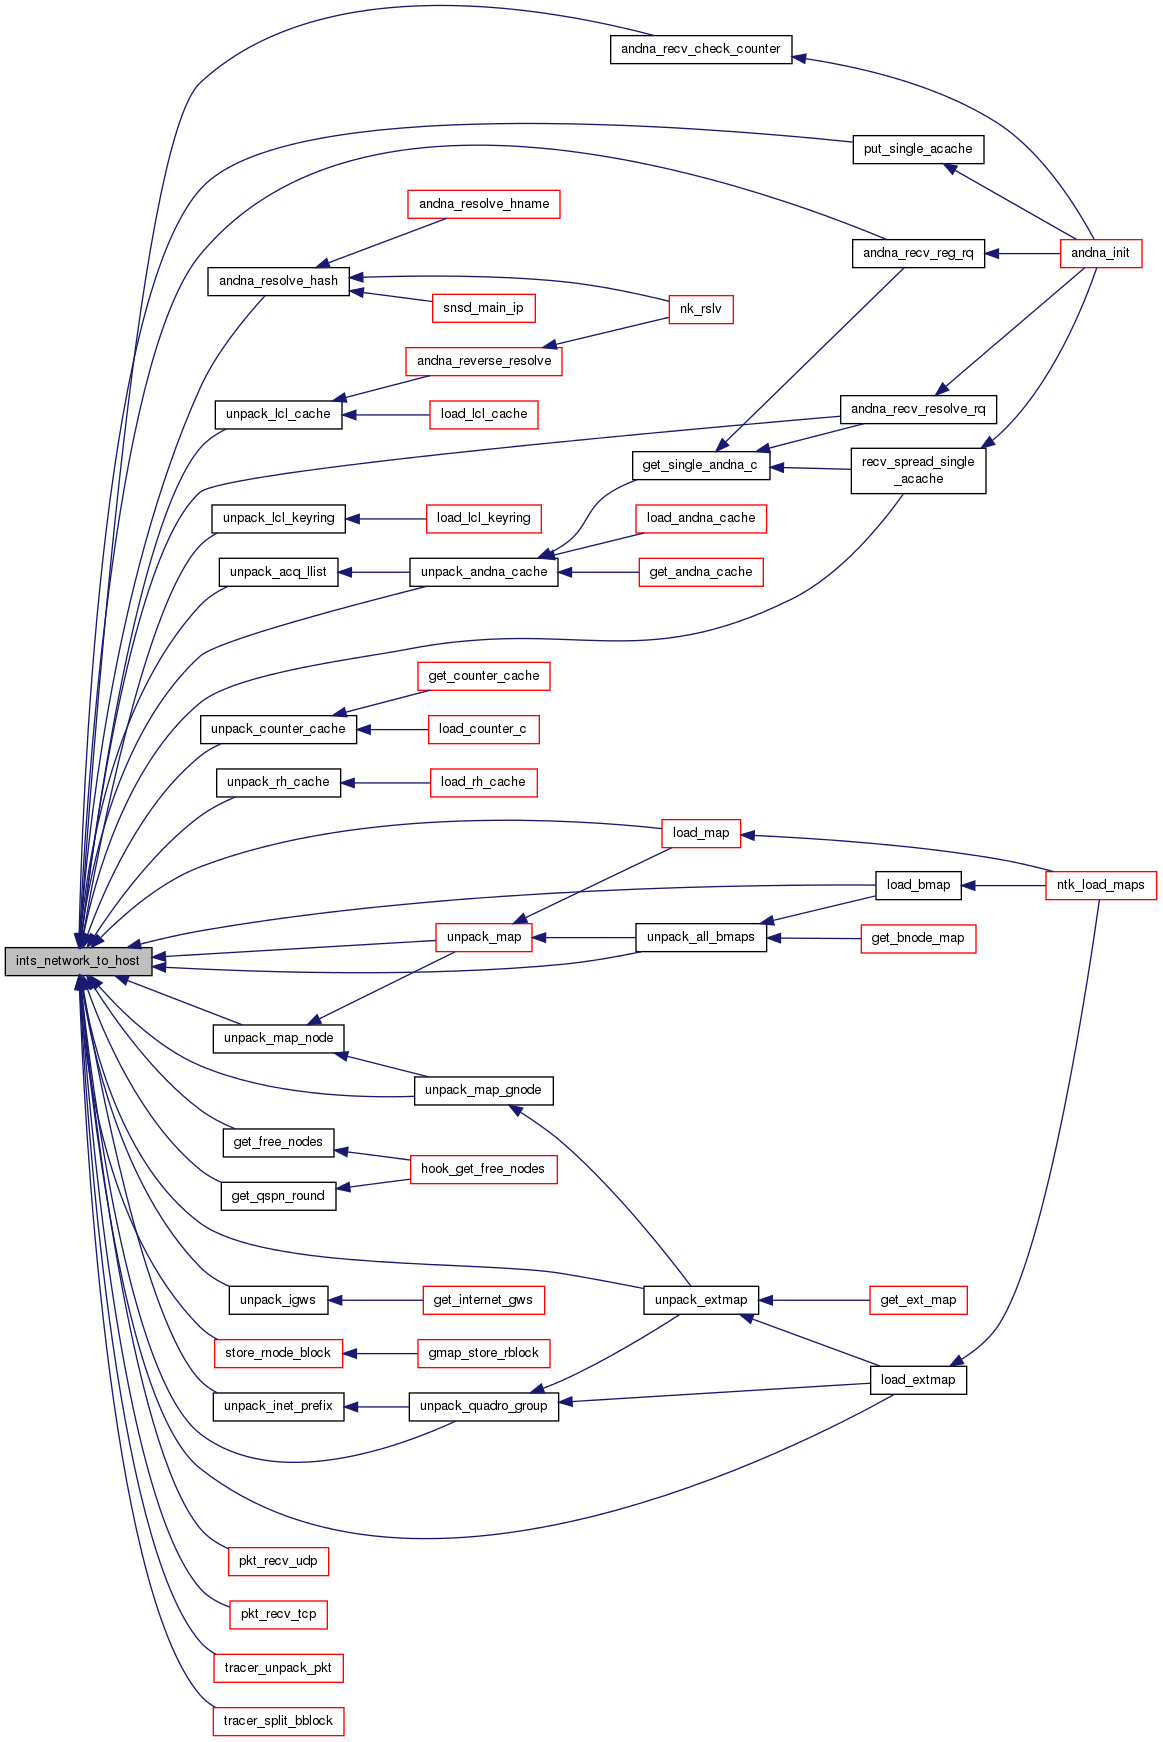 andna_recv_check_counter
put_single_acache
andna_resolve_hname
andna_recv_reg_rq
andna_init
andna_resolve_hash
snsd_main_ip
nk_rslv
andna_reverse_resolve
unpack_lcl_cache
load_lcl_cache
andna_recv_resolve_rq
get_single_andna_c
recv_spread_single
_acache
unpack_lcl_keyring
load_lcl_keyring
load_andna_cache
unpack_acq_llist
unpack_andna_cache
get_andna_cache
get_counter_cache
unpack_counter_cache
load_counter_c
unpack_rh_cache
load_rh_cache
load_map
load_bmap
ntk_load_maps
unpack_map
unpack_all_bmaps
get_bnode_map
ints_network_to_host
unpack_map_node
unpack_map_gnode
get_free_nodes
hook_get_free_nodes
get_qspn_round
unpack_igws
get_internet_gws
unpack_extmap
get_ext_map
store_rnode_block
gmap_store_rblock
load_extmap
unpack_inet_prefix
unpack_quadro_group
pkt_recv_udp
pkt_recv_tcp
tracer_unpack_pkt
tracer_split_bblock